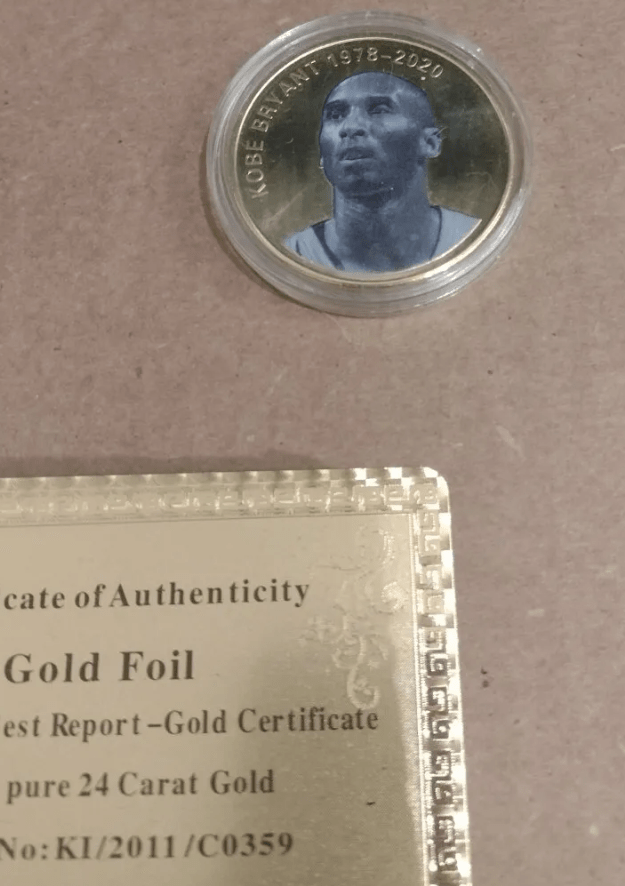 KOBE BRYANT 1978-2020
cate of Authenticity
Gold Foil
est Report-Gold Certificate
pure 24 Carat Gold
No:KI/2011/C0359